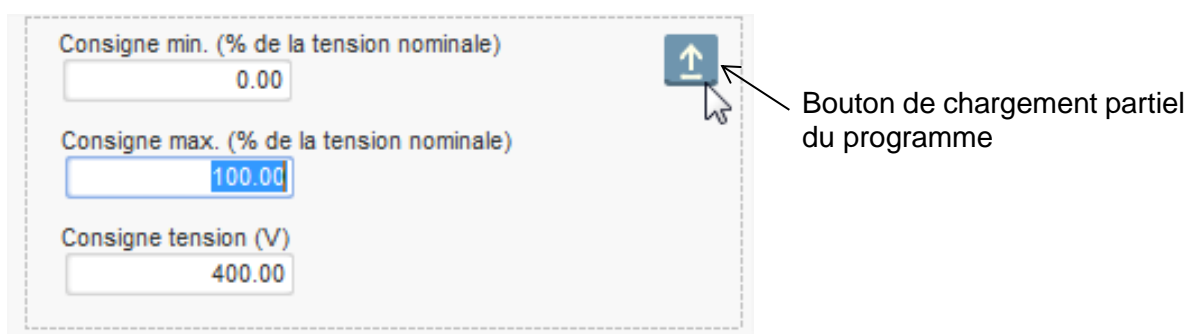 Consigne min. (% de la tension nominale)
0.00
Consigne max. (% de la tension nominale)
100.00
Consigne tension (V)
400.00
Bouton de chargement partiel
du programme